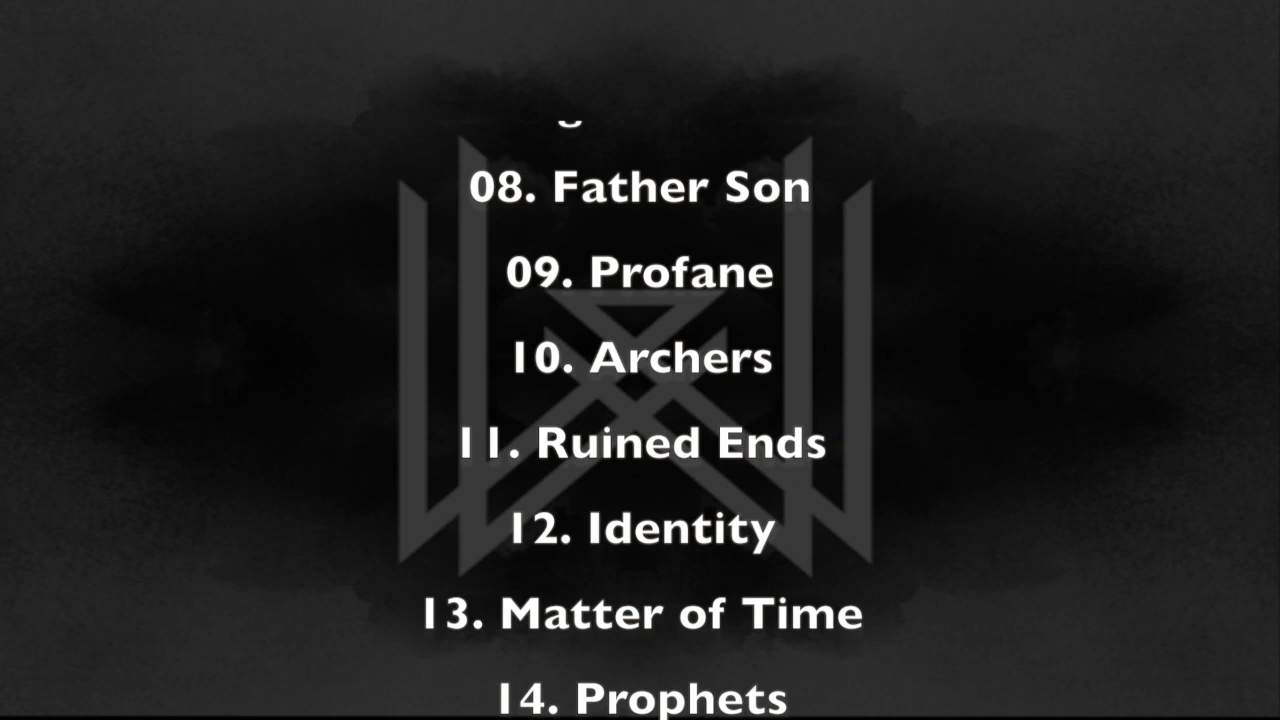 08. Father Son
09. Profane
10. Archers
11. Ruined Ends
12. Identity
13. Matter of Time
14. Prophets